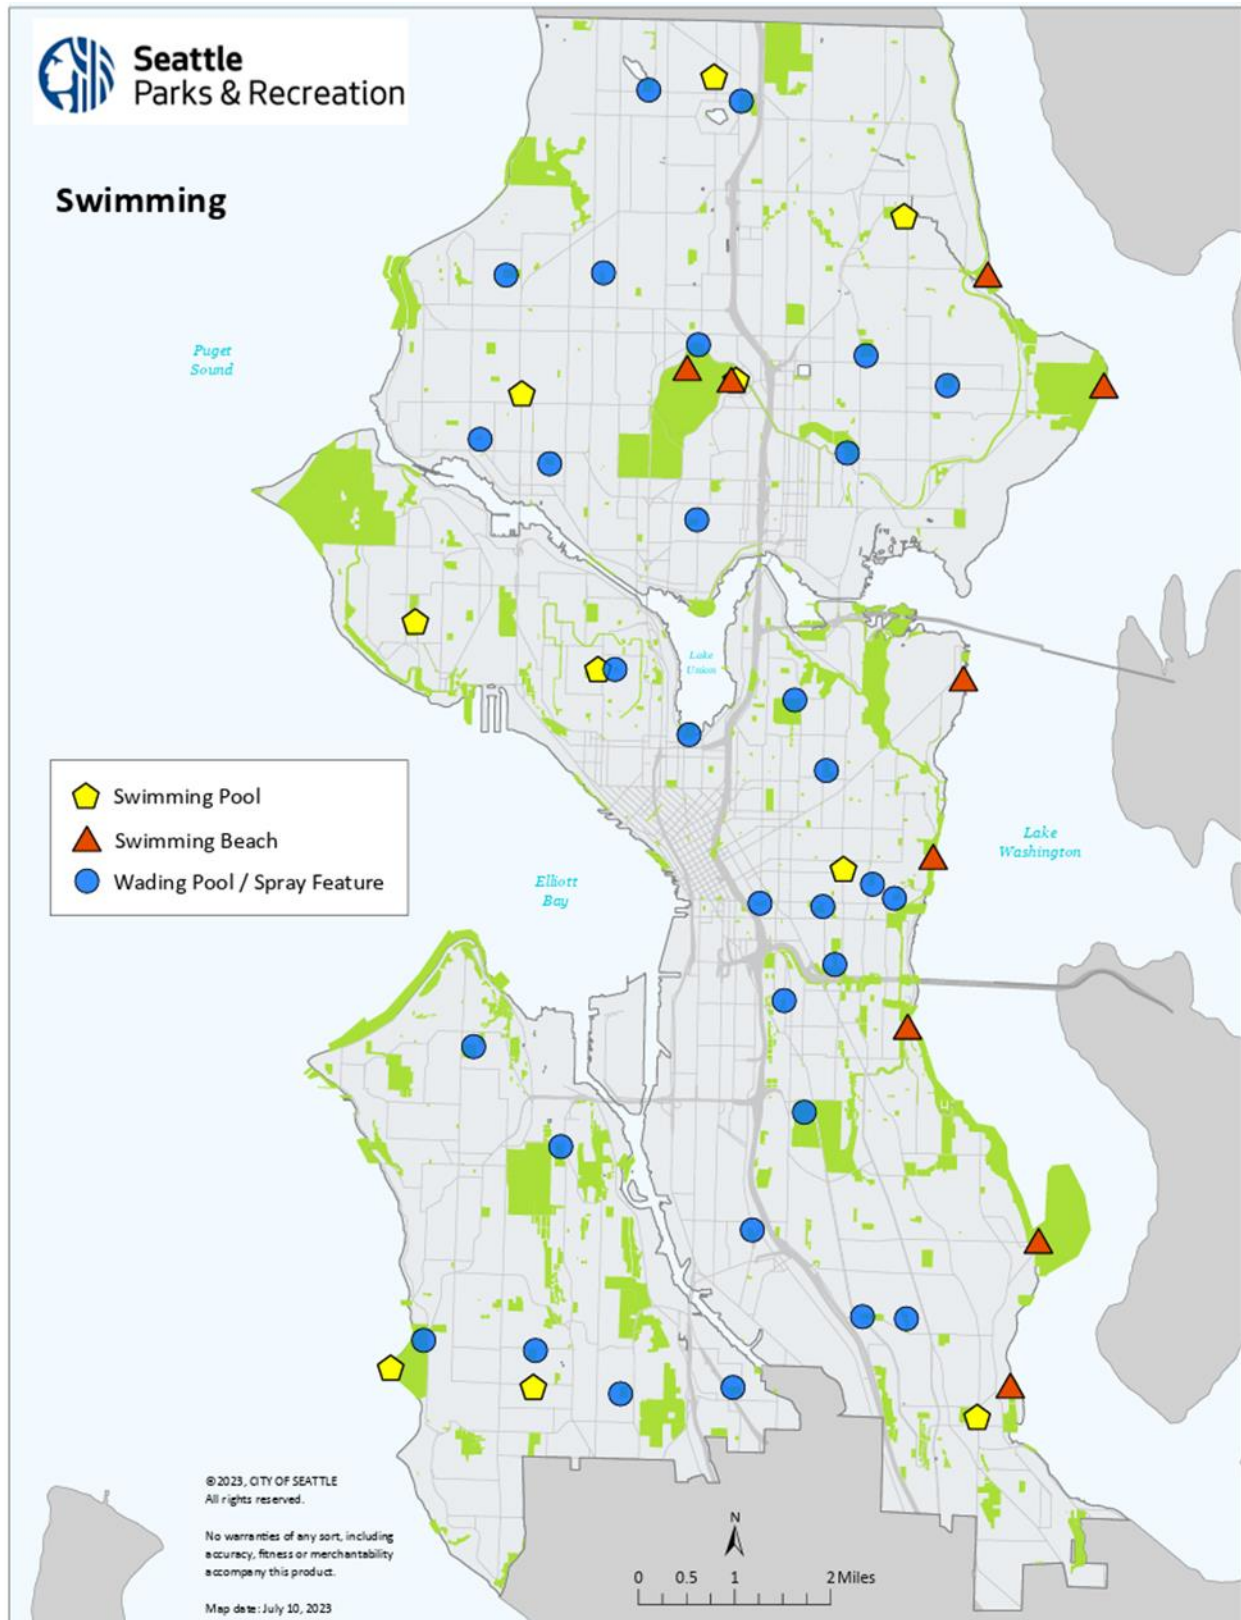 Seattle
Parks & Recreation
Swimming
Puget
Sound
Lake
Union
Swimming Pool
Swimming Beach
Wading Pool / Spray Feature
Lake
Washington
Elliott
Bay
©2023, CITY OF SEATTLE
All rights reserved.
No warranties of any sort, including
accuracy, fitness or merchantability
accompany this product.
Map date: July 10, 2023
N
0 0.5 1 2 Miles